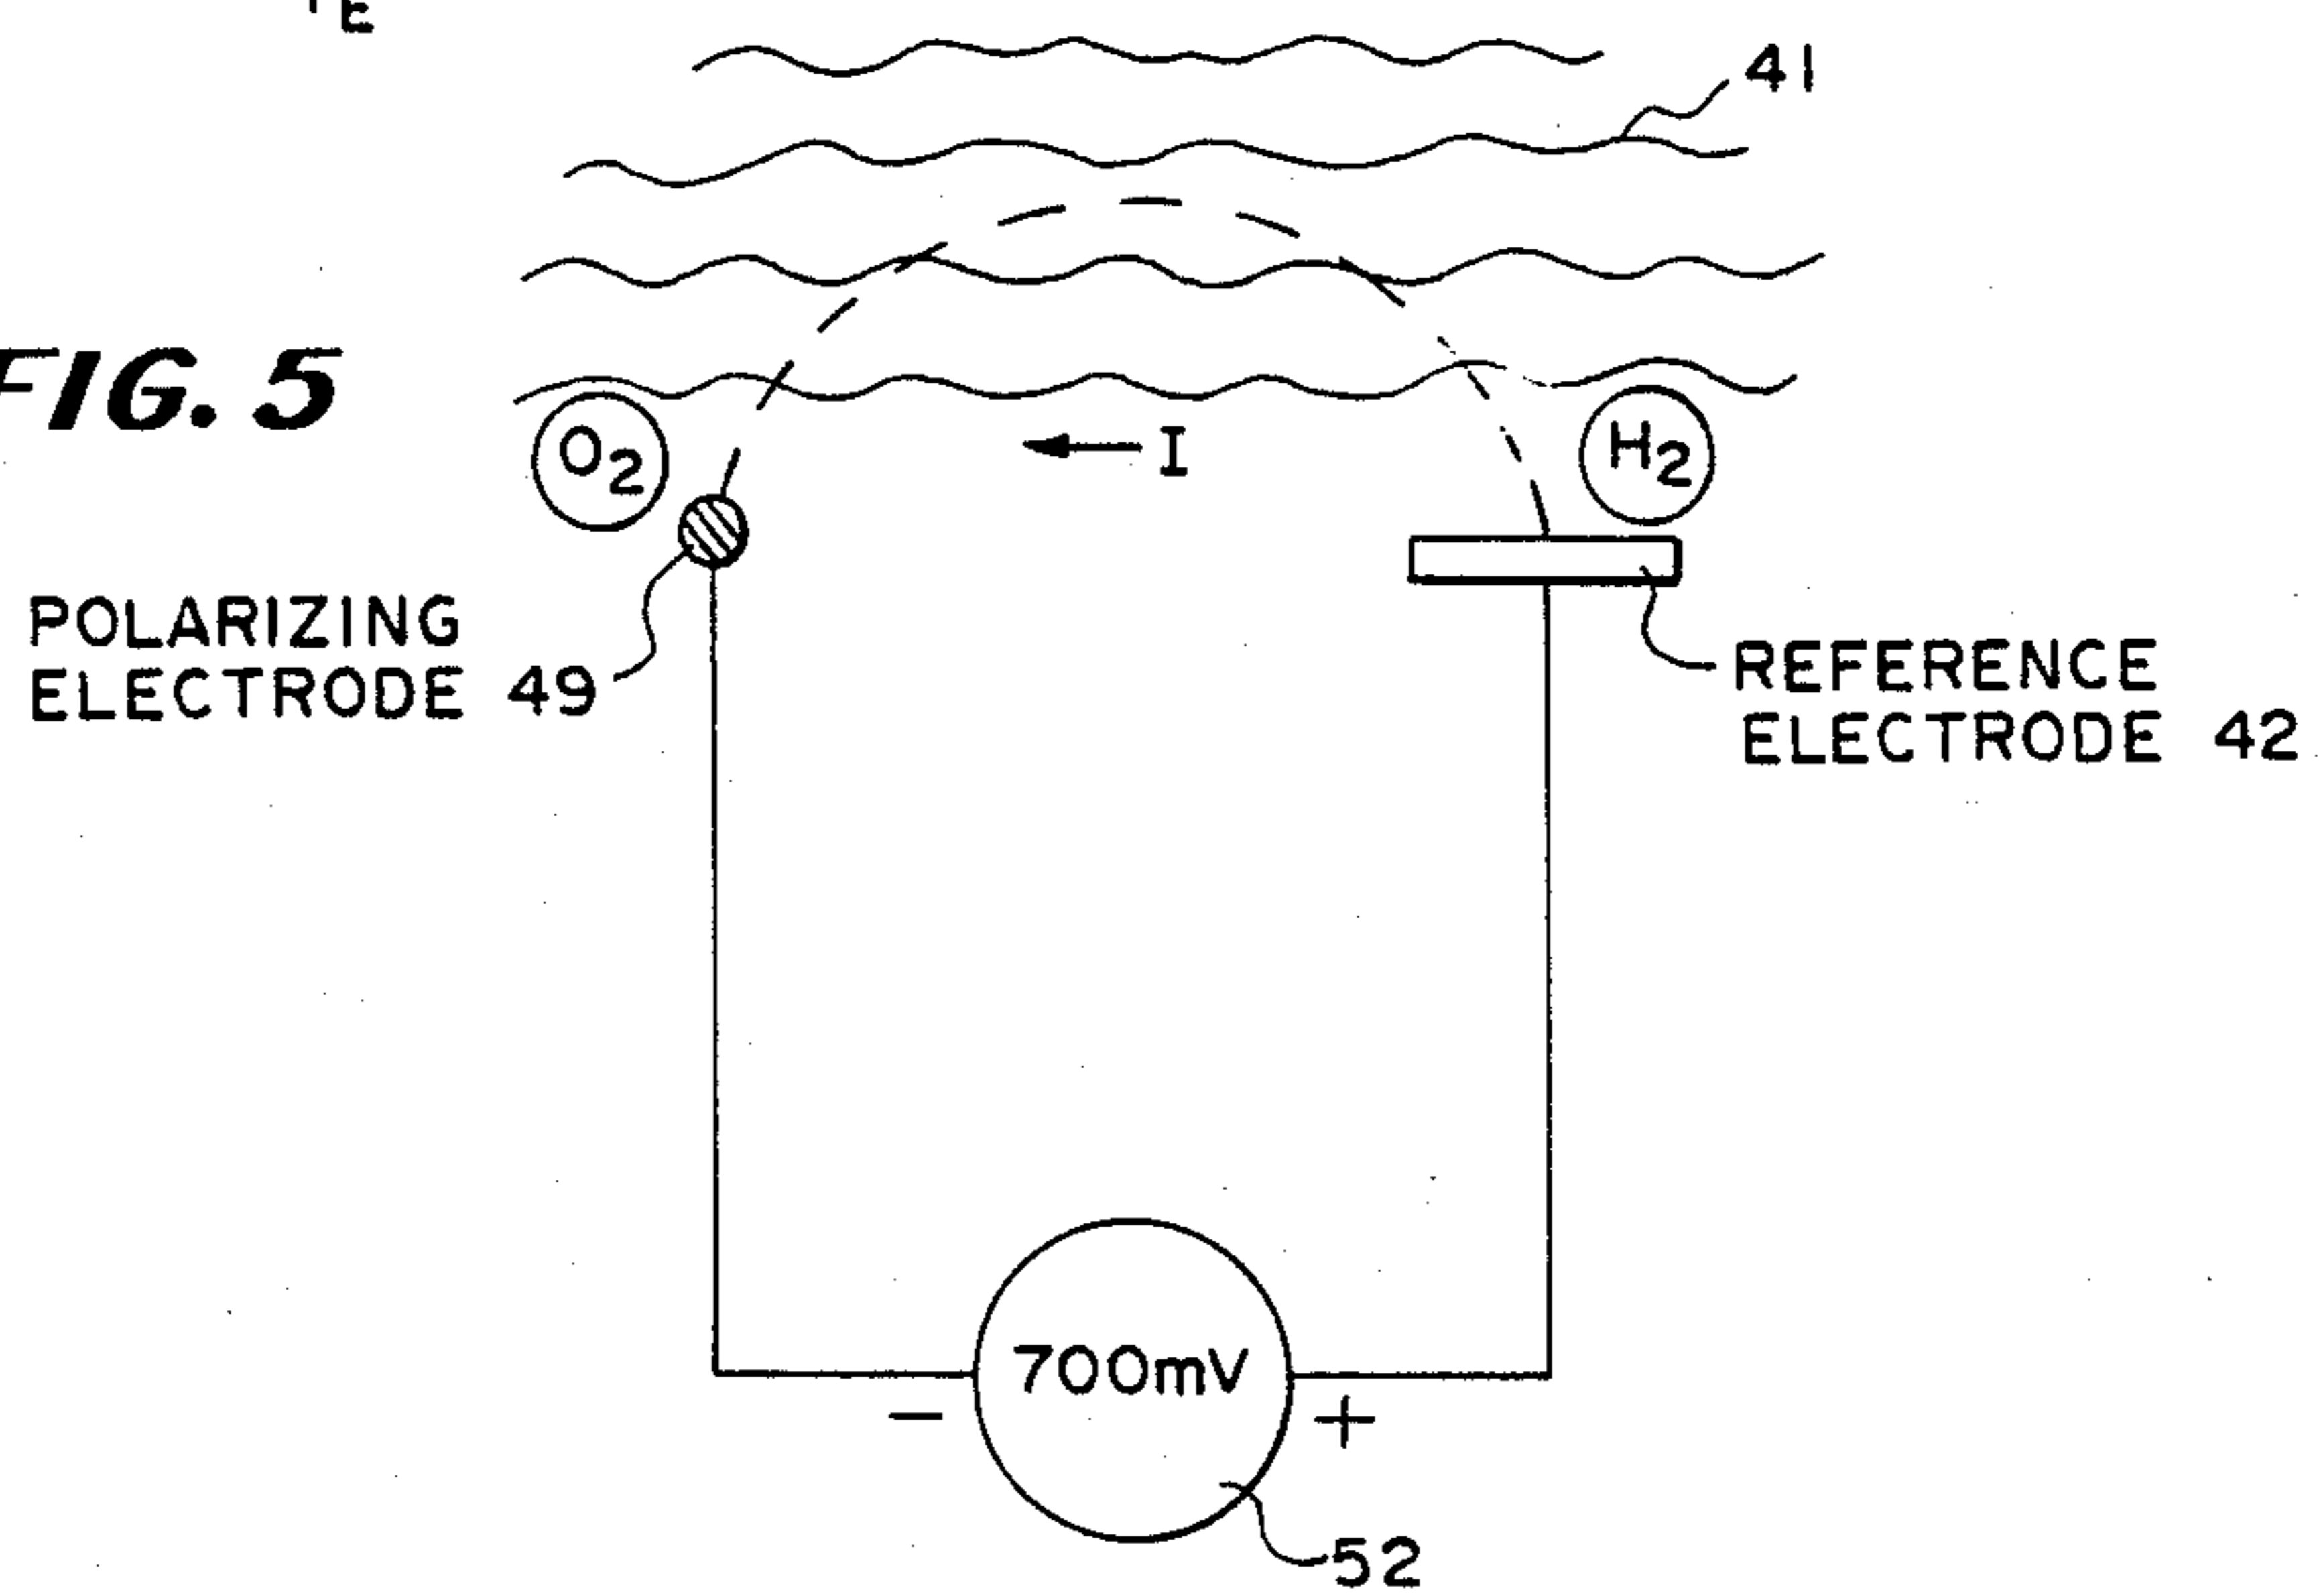 41
FIG. 5
O2
I
H2
POLARIZING
ELECTRODE 49
REFERENCE
ELECTRODE 42
700mV
− +
52